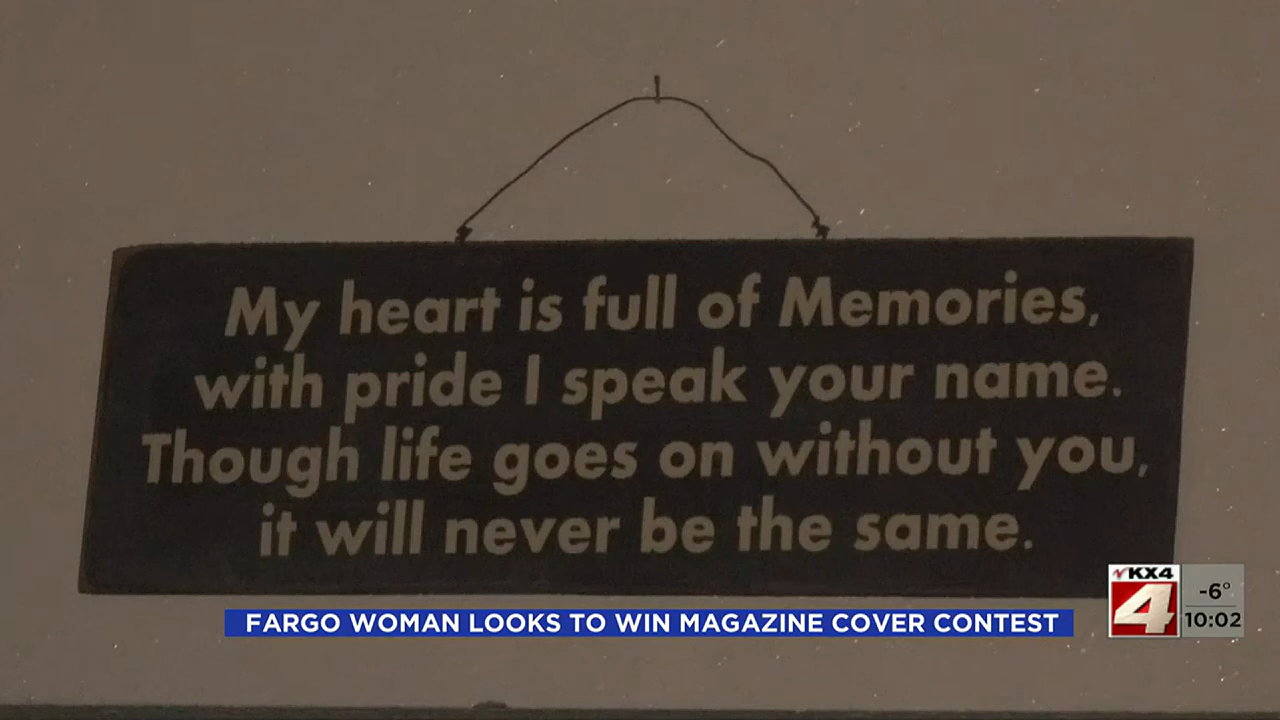 My heart is full of Memories,
with pride I speak your name.
Though life goes on without you,
it will never be the same.
FARGO WOMAN LOOKS TO WIN MAGAZINE COVER CONTEST
KX4
4
-6°
10:02